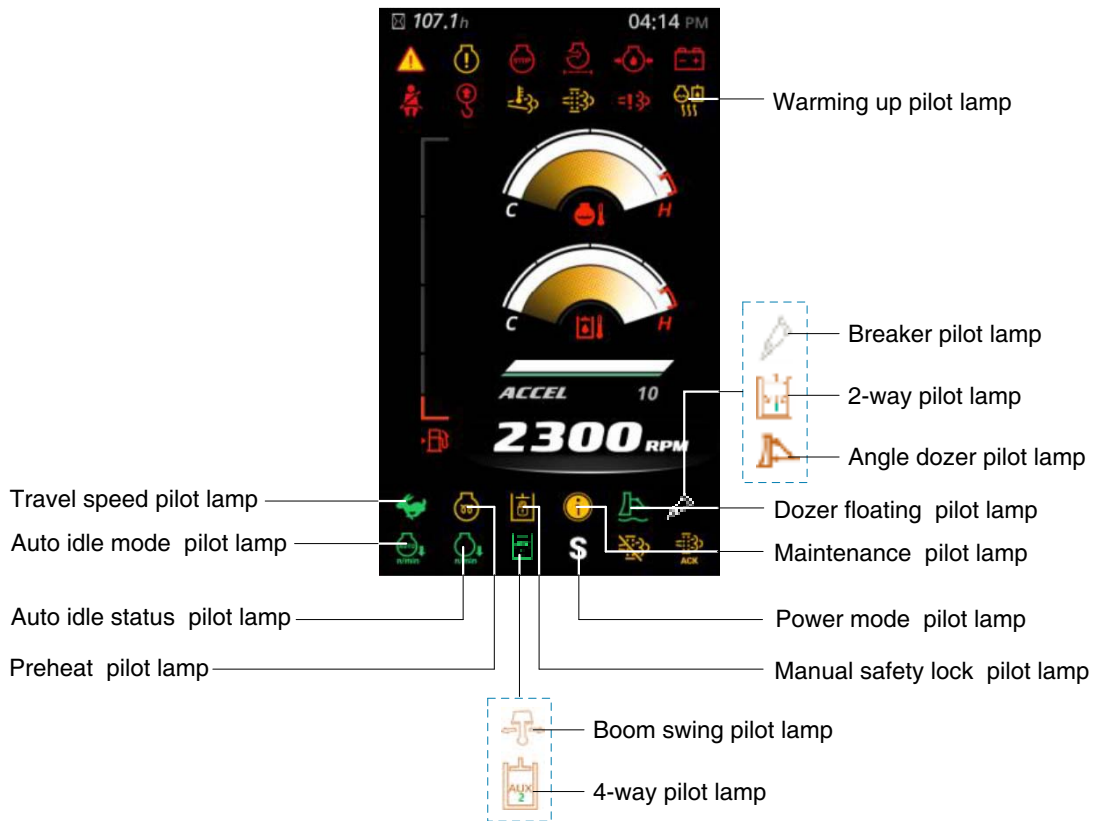 107.1h
04:14 PM
STOP
Warming up pilot lamp
C
H
C
H
ACCEL 10
2300 RPM
Breaker pilot lamp
2-way pilot lamp
Angle dozer pilot lamp
Travel speed pilot lamp
Dozer floating pilot lamp
Auto idle mode pilot lamp
n/min
n/min
S
ACK
Maintenance pilot lamp
Auto idle status pilot lamp
Power mode pilot lamp
Preheat pilot lamp
Manual safety lock pilot lamp
Boom swing pilot lamp
AUX
2
4-way pilot lamp